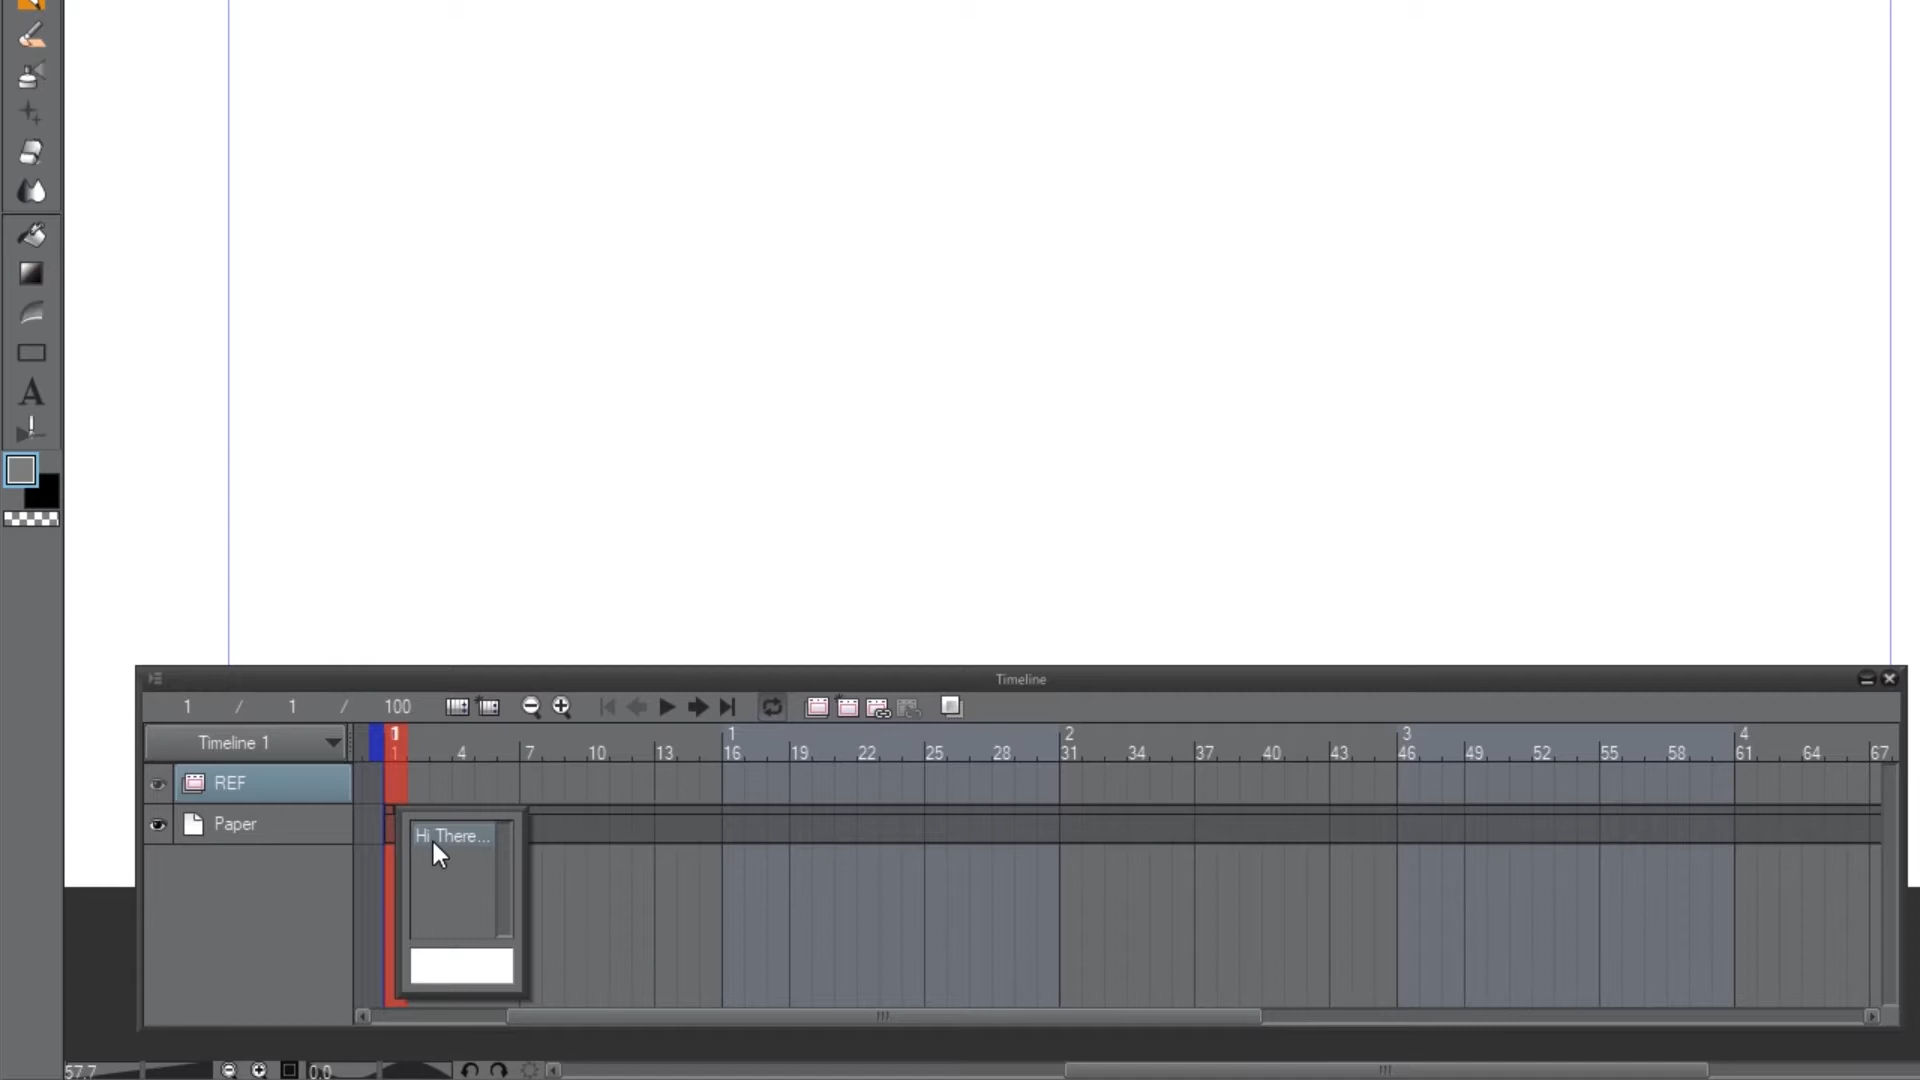 A
Timeline
1 / 1 / 100
Timeline 1
1 1 2 3 4
1 4 7 10 13 16 19 22 25 28 31 34 37 40 43 46 49 52 55 58 61 64 67
REF
Paper
Hi There...
57.7
0.0